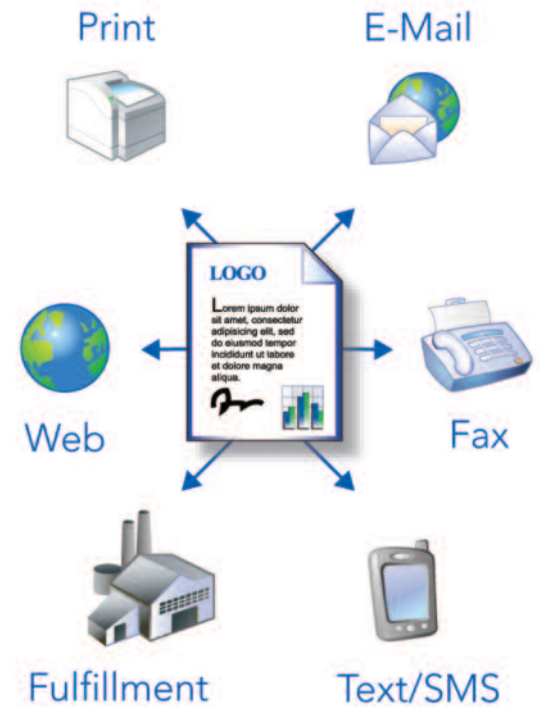 Print
E-Mail
LOGO
Lorem ipsum dolor
sit amet, consectetur
adipisicing elit, sed
do eiusmod tempor
incididunt ut labore
et dolore magna
aliqua.
Web
Fax
Fulfillment
Text/SMS